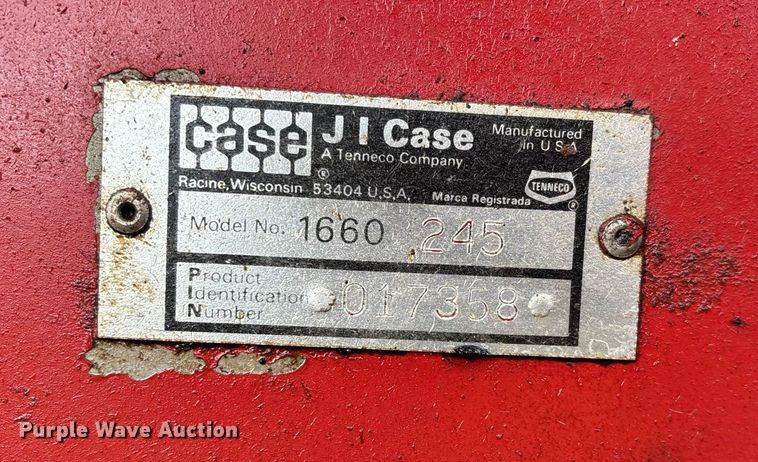 case
J I Case
A Tenneco Company
Manufactured
in U S A
®
Racine, Wisconsin 53404 U.S.A.
Marca Registrada
TENNECO
®
Model No. 1660 245
Product
Identification
Number
017358
Purple Wave Auction